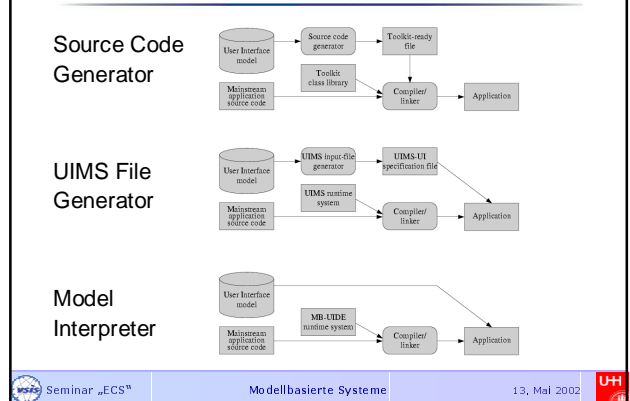 Source Code
Generator
User Interface
model
Source code
generator
Toolkit-ready
file
Toolkit
class library
Mainstream
application
source code
Compiler/
linker
Application
UIMS File
Generator
User Interface
model
UIMS input-file
generator
UIMS-UI
specification file
UIMS runtime
system
Mainstream
application
source code
Compiler/
linker
Application
Model
Interpreter
User Interface
model
MB-UIDE
runtime system
Mainstream
application
source code
Compiler/
linker
Application
vsis
Seminar „ECS“
Modellbasierte Systeme
13, Mai 2002
UH